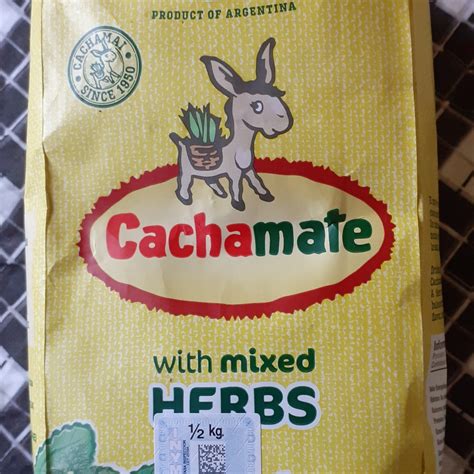 PRODUCT OF ARGENTINA
CACHAMAI
SINCE 1950
Cachamate
with mixed
HERBS
½ kg.